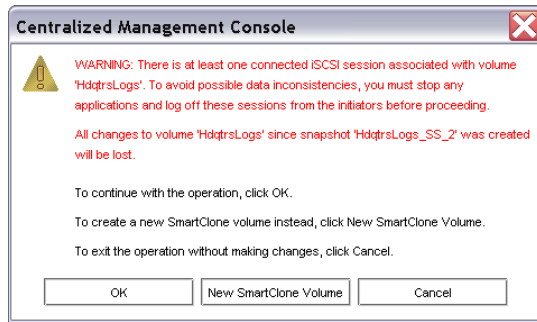 Centralized Management Console
WARNING: There is at least one connected iSCSI session associated with volume
'HdqtrsLogs'. To avoid possible data inconsistencies, you must stop any
applications and log off these sessions from the initiators before proceeding.
All changes to volume 'HdqtrsLogs' since snapshot 'HdqtrsLogs_SS_2' was created
will be lost.
To continue with the operation, click OK.
To create a new SmartClone volume instead, click New SmartClone Volume.
To exit the operation without making changes, click Cancel.
OK New SmartClone Volume Cancel